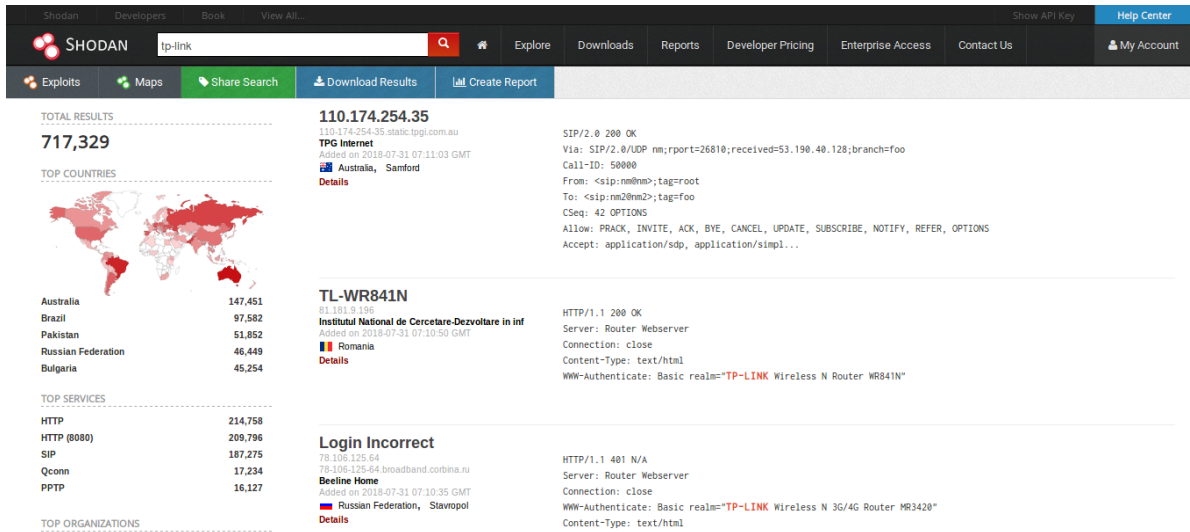 Shodan Developers Book View All... Show API Key Help Center
SHODAN tp-link Explore Downloads Reports Developer Pricing Enterprise Access Contact Us My Account
Exploits Maps Share Search Download Results Create Report
TOTAL RESULTS
717,329
TOP COUNTRIES
Australia 147,451
Brazil 97,582
Pakistan 51,852
Russian Federation 46,449
Bulgaria 45,254
TOP SERVICES
HTTP 214,758
HTTP (8080) 209,796
SIP 187,275
Qconn 17,234
PPTP 16,127
TOP ORGANIZATIONS
110.174.254.35
110-174-254-35.static.tpgi.com.au
TPG Internet
Added on 2018-07-31 07:11:03 GMT
Australia, Samford
Details
SIP/2.0 200 OK
Via: SIP/2.0/UDP nm;rport=26810;received=53.190.40.128;branch=foo
Call-ID: 50000
From: <sip:nm@nm>;tag=root
To: <sip:nm2@nm2>;tag=foo
CSeq: 42 OPTIONS
Allow: PRACK, INVITE, ACK, BYE, CANCEL, UPDATE, SUBSCRIBE, NOTIFY, REFER, OPTIONS
Accept: application/sdp, application/simpl...
TL-WR841N
81.181.9.196
Institutul National de Cercetare-Dezvoltare in inf
Added on 2018-07-31 07:10:50 GMT
Romania
Details
HTTP/1.1 200 OK
Server: Router Webserver
Connection: close
Content-Type: text/html
WWW-Authenticate: Basic realm="TP-LINK Wireless N Router WR841N"
Login Incorrect
78.106.125.64
78-106-125-64.broadband.corbina.ru
Beeline Home
Added on 2018-07-31 07:10:35 GMT
Russian Federation, Stavropol
Details
HTTP/1.1 401 N/A
Server: Router Webserver
Connection: close
WWW-Authenticate: Basic realm="TP-LINK Wireless N 3G/4G Router MR3420"
Content-Type: text/html